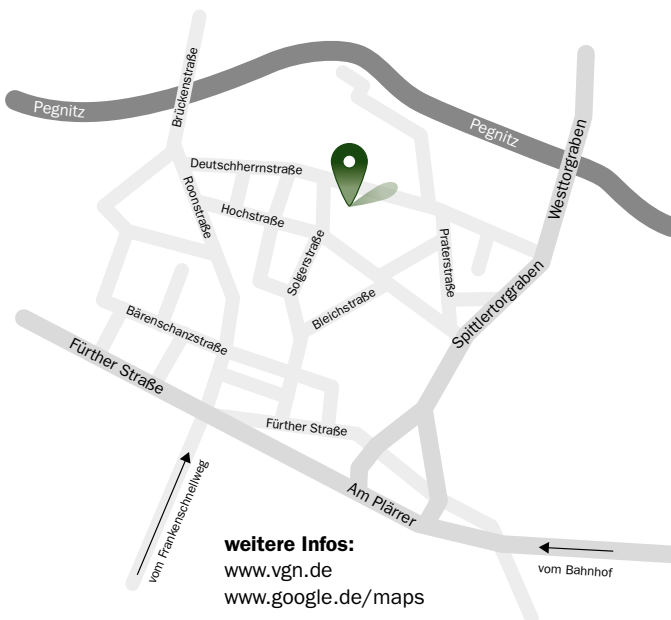 Pegnitz
Brückenstraße
Pegnitz
Westtorgraben
Deutschherrnstraße
Roonstraße
Hochstraße
Solgerstraße
Praterstraße
Bleichstraße
Spittlertorgraben
Bärenschanzstraße
Fürther Straße
Fürther Straße
Am Plärrer
vom Frankenschnellweg
vom Bahnhof
weitere Infos:
www.vgn.de
www.google.de/maps